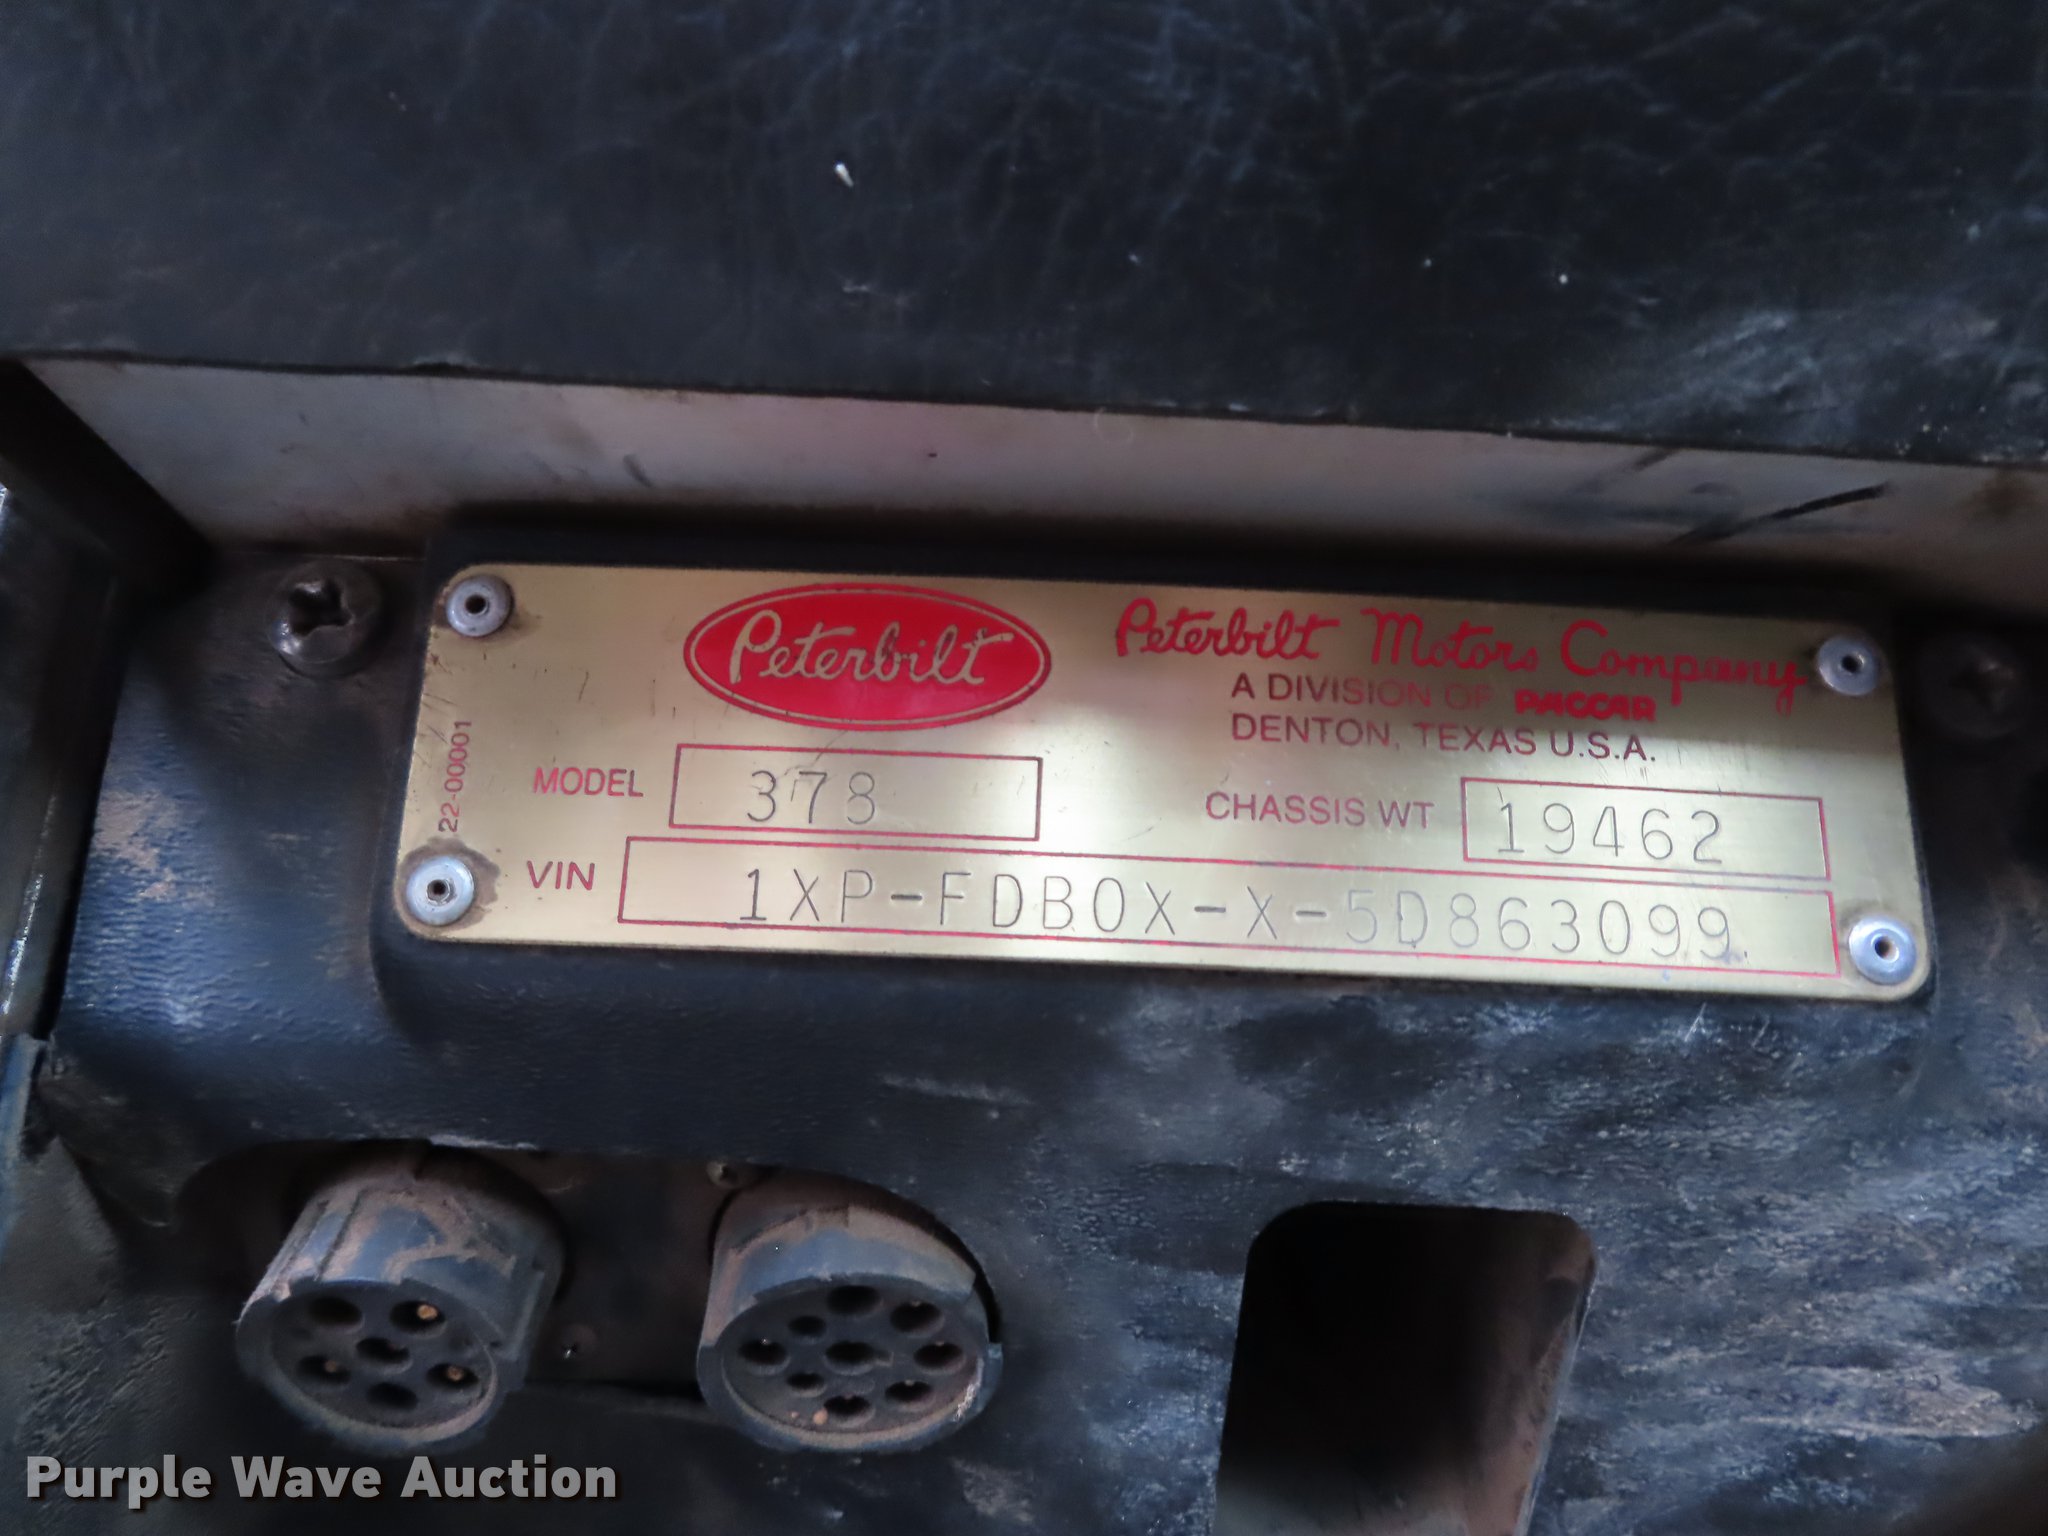 Peterbilt
Peterbilt Motors Company
A DIVISION OF PACCAR
DENTON, TEXAS U.S.A.
22-00001
MODEL 378
CHASSIS WT 19462
VIN 1XP-FDB0X-X-5D863099
Purple Wave Auction